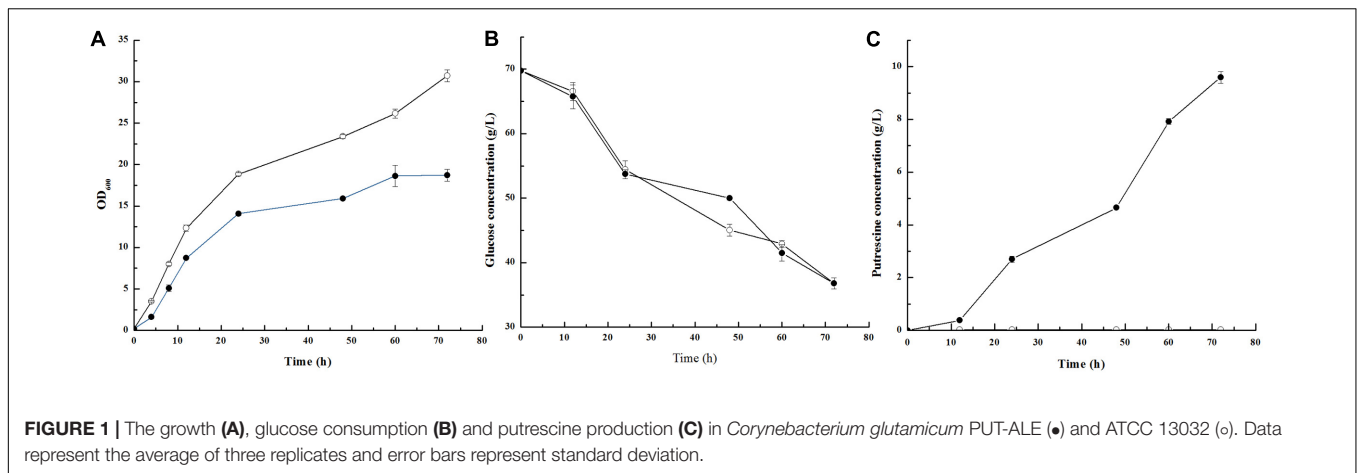 A
B
C
OD600
35
30
25
20
15
10
5
0
0 10 20 30 40 50 60 70 80
Time (h)
Glucose concentration (g/L)
70
60
50
40
30
0 10 20 30 40 50 60 70 80
Time (h)
Putrescine concentration (g/L)
10
8
6
4
2
0
0 10 20 30 40 50 60 70 80
Time (h)
FIGURE 1 | The growth (A), glucose consumption (B) and putrescine production (C) in Corynebacterium glutamicum PUT-ALE (●) and ATCC 13032 (○). Data
represent the average of three replicates and error bars represent standard deviation.